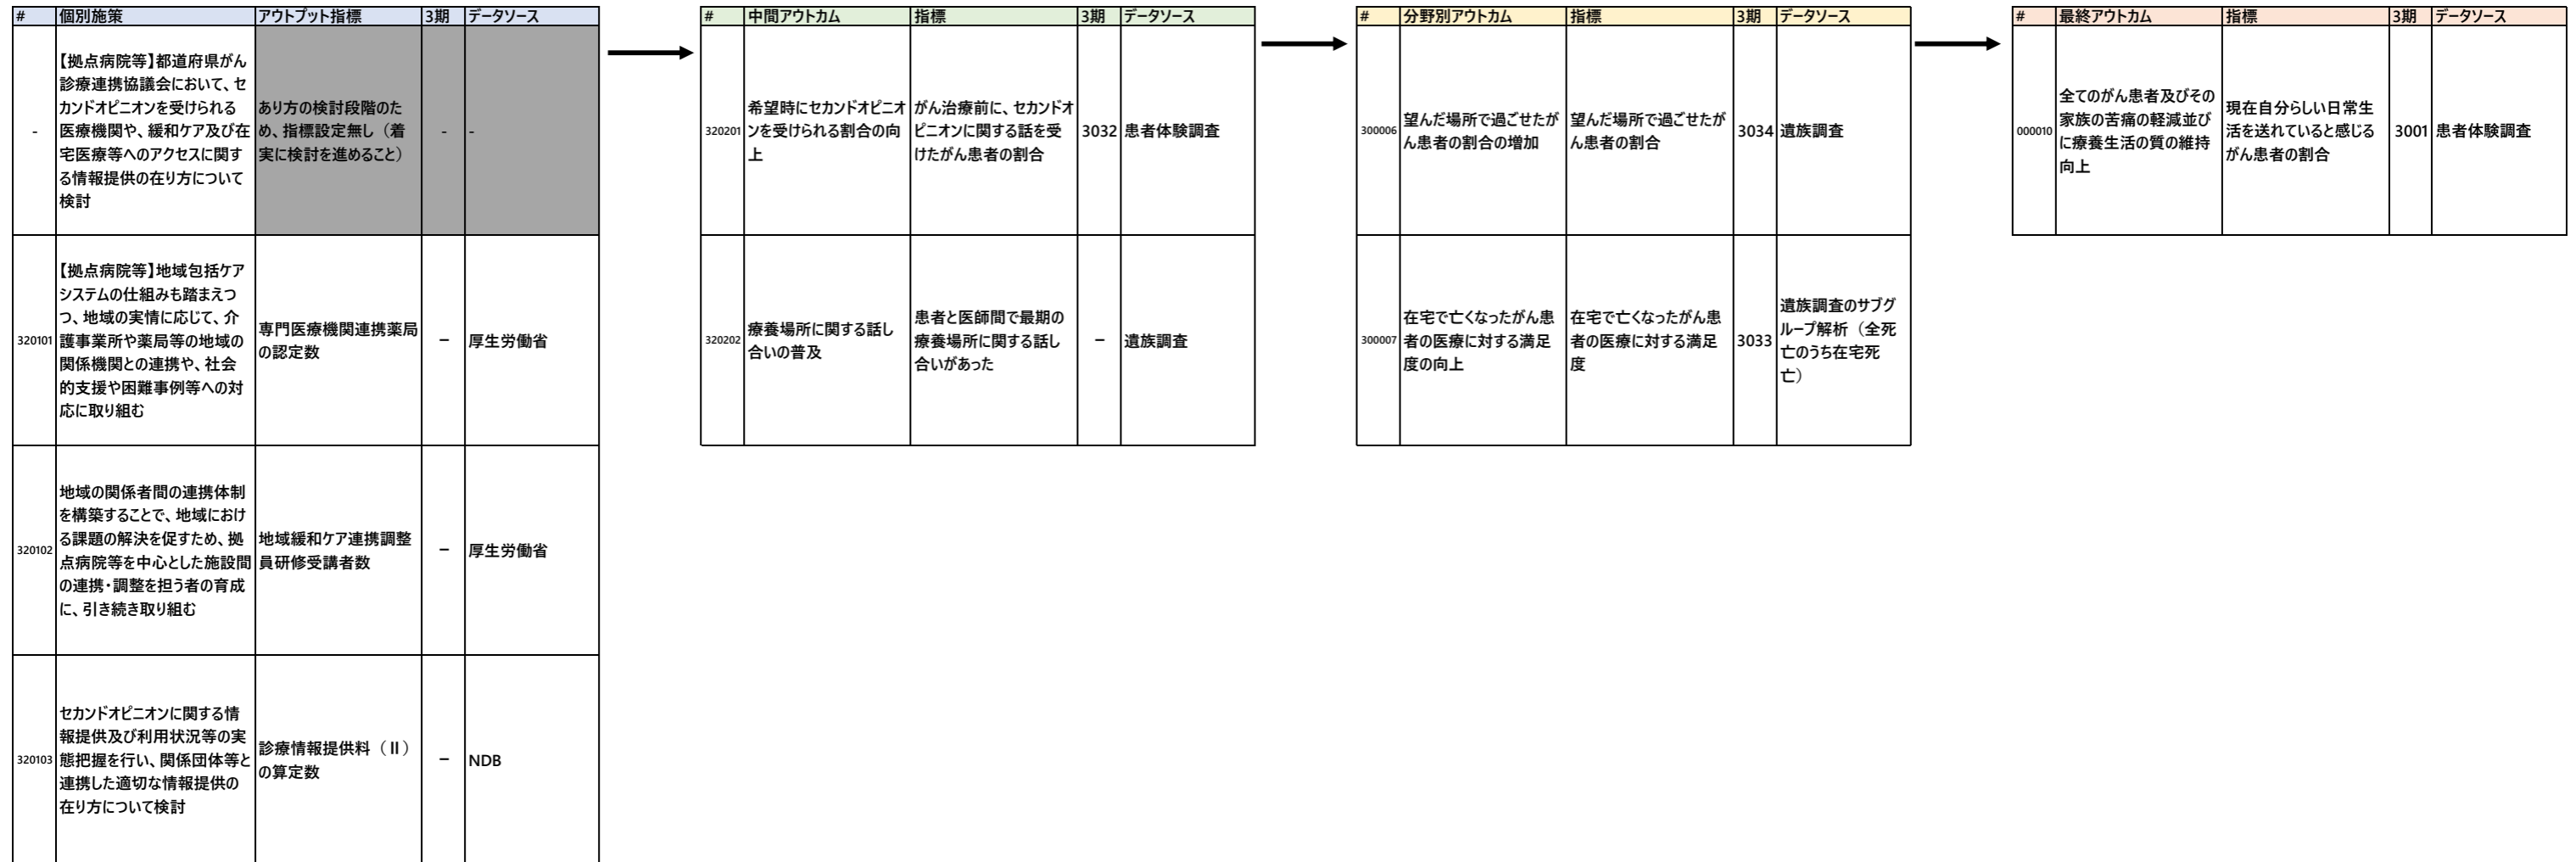 # 個別施策 アウトプット指標 3期 データソース
-
【拠点病院等】都道府県がん
診療連携協議会において、セ
カンドオピニオンを受けられる
医療機関や、緩和ケア及び在
宅医療等へのアクセスに関す
る情報提供の在り方について
検討
あり方の検討段階のた
め、指標設定無し（着
実に検討を進めること）
-
-
320101
【拠点病院等】地域包括ケア
システムの仕組みも踏まえつ
つ、地域の実情に応じて、介
護事業所や薬局等の地域の
関係機関との連携や、社会
的支援や困難事例等への対
応に取り組む
専門医療機関連携薬局
の認定数
－
厚生労働省
320102
地域の関係者間の連携体制
を構築することで、地域におけ
る課題の解決を促すため、拠
点病院等を中心とした施設間
の連携・調整を担う者の育成
に、引き続き取り組む
地域緩和ケア連携調整
員研修受講者数
－
厚生労働省
320103
セカンドオピニオンに関する情
報提供及び利用状況等の実
態把握を行い、関係団体等と
連携した適切な情報提供の
在り方について検討
診療情報提供料（Ⅱ）
の算定数
－
NDB
# 中間アウトカム 指標 3期 データソース
320201
希望時にセカンドオピニオ
ンを受けられる割合の向
上
がん治療前に、セカンドオ
ピニオンに関する話を受
けたがん患者の割合
3032
患者体験調査
320202
療養場所に関する話し
合いの普及
患者と医師間で最期の
療養場所に関する話し
合いがあった
－
遺族調査
# 分野別アウトカム 指標 3期 データソース
300006
望んだ場所で過ごせたが
ん患者の割合の増加
望んだ場所で過ごせたが
ん患者の割合
3034
遺族調査
300007
在宅で亡くなったがん患
者の医療に対する満足
度の向上
在宅で亡くなったがん患
者の医療に対する満足
度
3033
遺族調査のサブグ
ループ解析（全死
亡のうち在宅死
亡）
# 最終アウトカム 指標 3期 データソース
000010
全てのがん患者及びその
家族の苦痛の軽減並び
に療養生活の質の維持
向上
現在自分らしい日常生
活を送れていると感じる
がん患者の割合
3001
患者体験調査